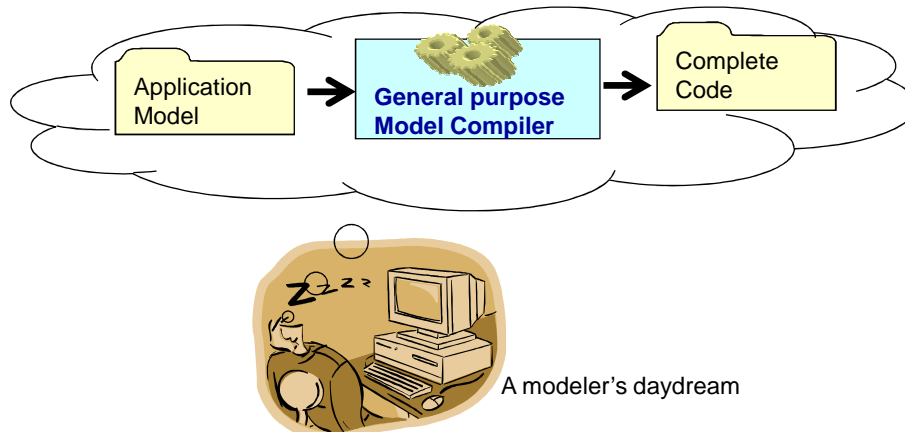 Application
Model
General purpose
Model Compiler
Complete
Code
Z z z z z
A modeler's daydream